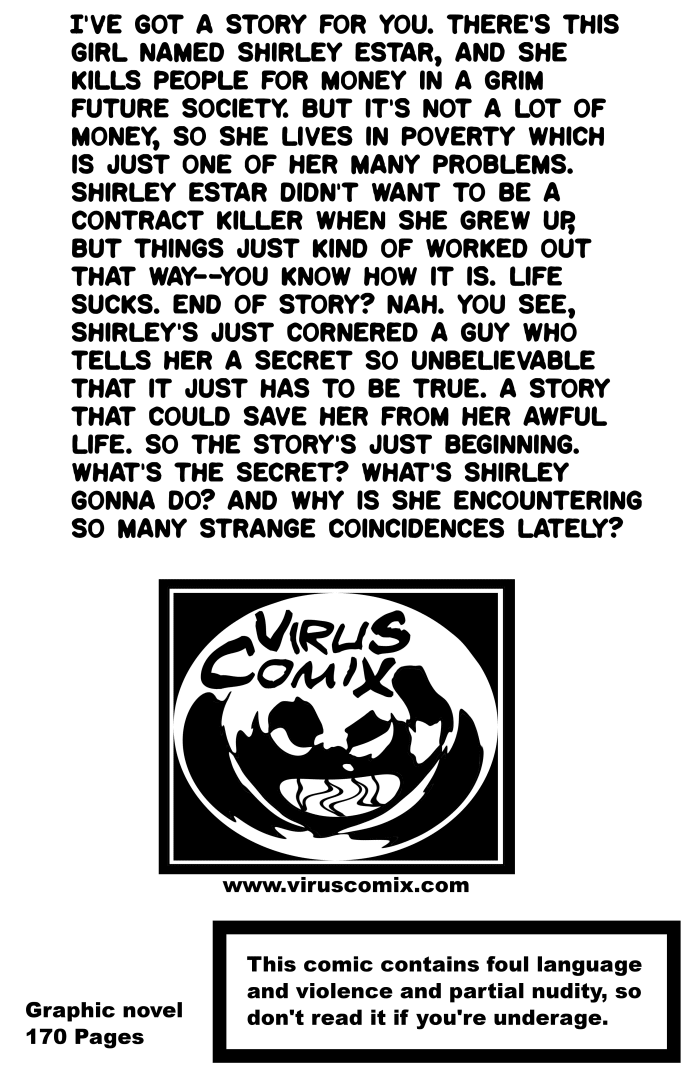 I'VE GOT A STORY FOR YOU. THERE'S THIS
GIRL NAMED SHIRLEY ESTAR, AND SHE
KILLS PEOPLE FOR MONEY IN A GRIM
FUTURE SOCIETY. BUT IT'S NOT A LOT OF
MONEY, SO SHE LIVES IN POVERTY WHICH
IS JUST ONE OF HER MANY PROBLEMS.
SHIRLEY ESTAR DIDN'T WANT TO BE A
CONTRACT KILLER WHEN SHE GREW UP,
BUT THINGS JUST KIND OF WORKED OUT
THAT WAY--YOU KNOW HOW IT IS. LIFE
SUCKS. END OF STORY? NAH. YOU SEE,
SHIRLEY'S JUST CORNERED A GUY WHO
TELLS HER A SECRET SO UNBELIEVABLE
THAT IT JUST HAS TO BE TRUE. A STORY
THAT COULD SAVE HER FROM HER AWFUL
LIFE. SO THE STORY'S JUST BEGINNING.
WHAT'S THE SECRET? WHAT'S SHIRLEY
GONNA DO? AND WHY IS SHE ENCOUNTERING
SO MANY STRANGE COINCIDENCES LATELY?
VIRUS
COMIX
www.viruscomix.com
This comic contains foul language
and violence and partial nudity, so
don't read it if you're underage.
Graphic novel
170 Pages